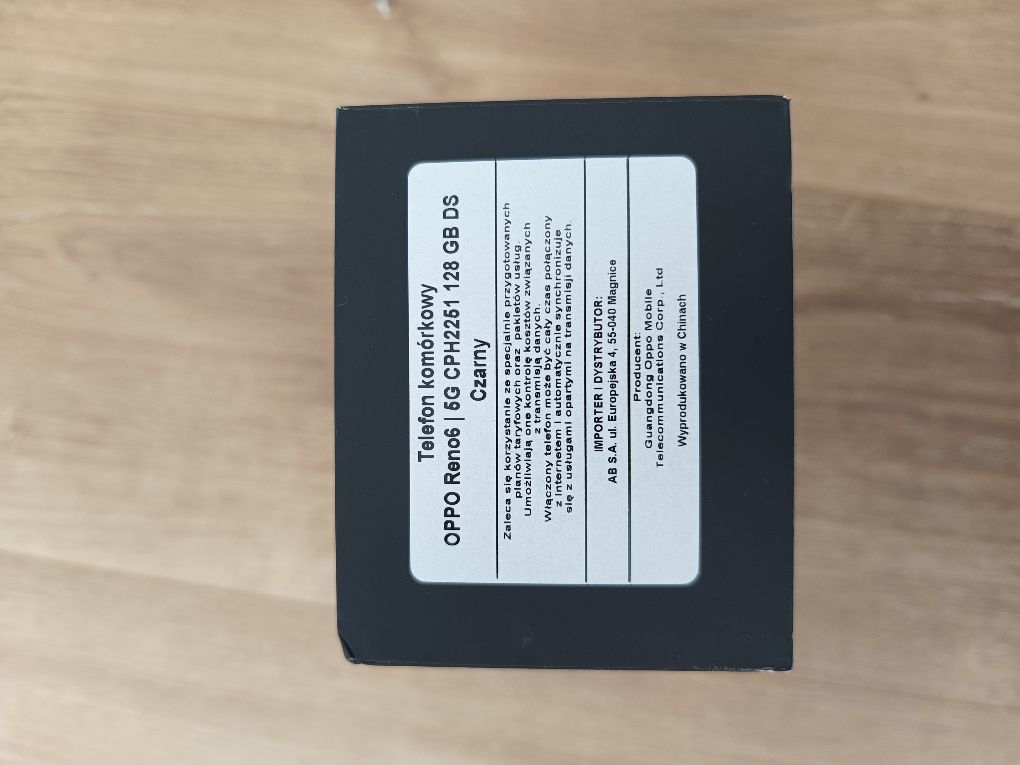 Telefon komórkowy
OPPO Reno6 | 5G CPH2251 128 GB DS
Czarny
Zaleca się korzystanie ze specjalnie przygotowanych
planów taryfowych oraz pakietów usług.
Umożliwiają one kontrolę kosztów związanych
z transmisją danych.
Włączony telefon może być cały czas połączony
z internetem i automatycznie synchronizuje
się z usługami opartymi na transmisji danych.
IMPORTER I DYSTRYBUTOR:
AB S.A. ul. Europejska 4, 55-040 Magnice
Producent:
Guangdong Oppo Mobile
Telecommunications Corp., Ltd
Wyprodukowano w Chinach